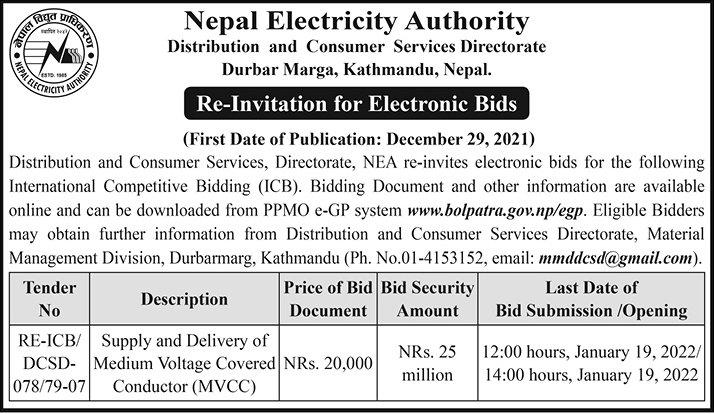 नेपाल विद्युत प्राधिकरण
NEPAL ELECTRICITY AUTHORITY
ESTD. 1985
Nepal Electricity Authority
Distribution and Consumer Services Directorate
Durbar Marga, Kathmandu, Nepal.
Re-Invitation for Electronic Bids
(First Date of Publication: December 29, 2021)
Distribution and Consumer Services, Directorate, NEA re-invites electronic bids for the following
International Competitive Bidding (ICB). Bidding Document and other information are available
online and can be downloaded from PPMO e-GP system www.bolpatra.gov.np/egp. Eligible Bidders
may obtain further information from Distribution and Consumer Services Directorate, Material
Management Division, Durbarmarg, Kathmandu (Ph. No.01-4153152, email: mmddcsd@gmail.com).
Tender No
Description
Price of Bid Document
Bid Security Amount
Last Date of Bid Submission /Opening
RE-ICB/
DCSD-
078/79-07
Supply and Delivery of
Medium Voltage Covered
Conductor (MVCC)
NRs. 20,000
NRs. 25
million
12:00 hours, January 19, 2022/
14:00 hours, January 19, 2022